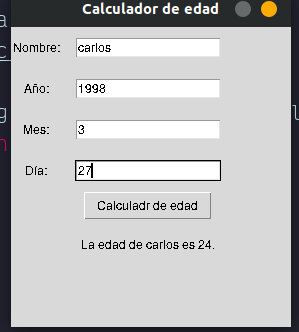 Calculador de edad
Nombre: carlos
Año: 1998
Mes: 3
Día: 27
Calculadr de edad
La edad de carlos es 24.